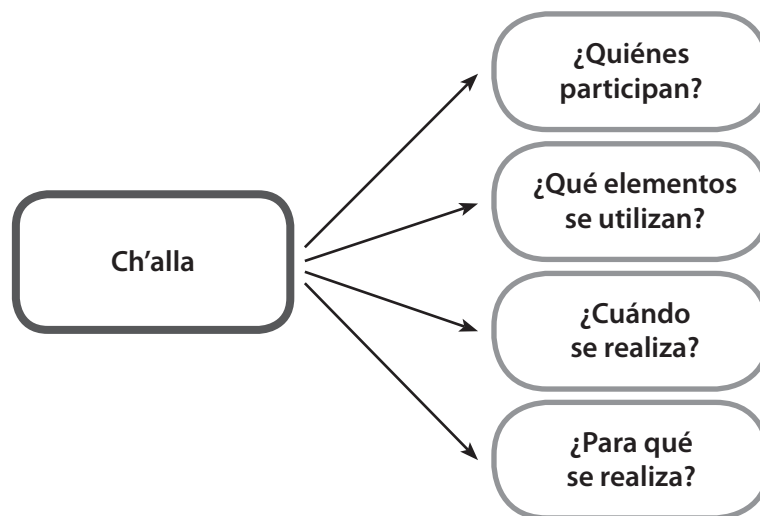 ¿Quiénes
participan?
¿Qué elementos
se utilizan?
Ch’alla
¿Cuándo
se realiza?
¿Para qué
se realiza?